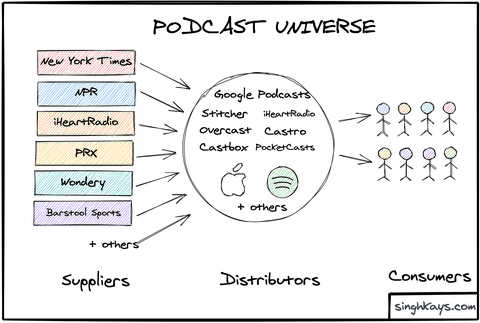 PODCAST UNIVERSE
New York Times
NPR
iHeartRadio
PRX
Wondery
Barstool Sports
+ others
Google Podcasts
Stitcher iHeartRadio
Overcast Castro
Castbox PocketCasts
+ others
Suppliers
Distributors
Consumers
singhkays.com